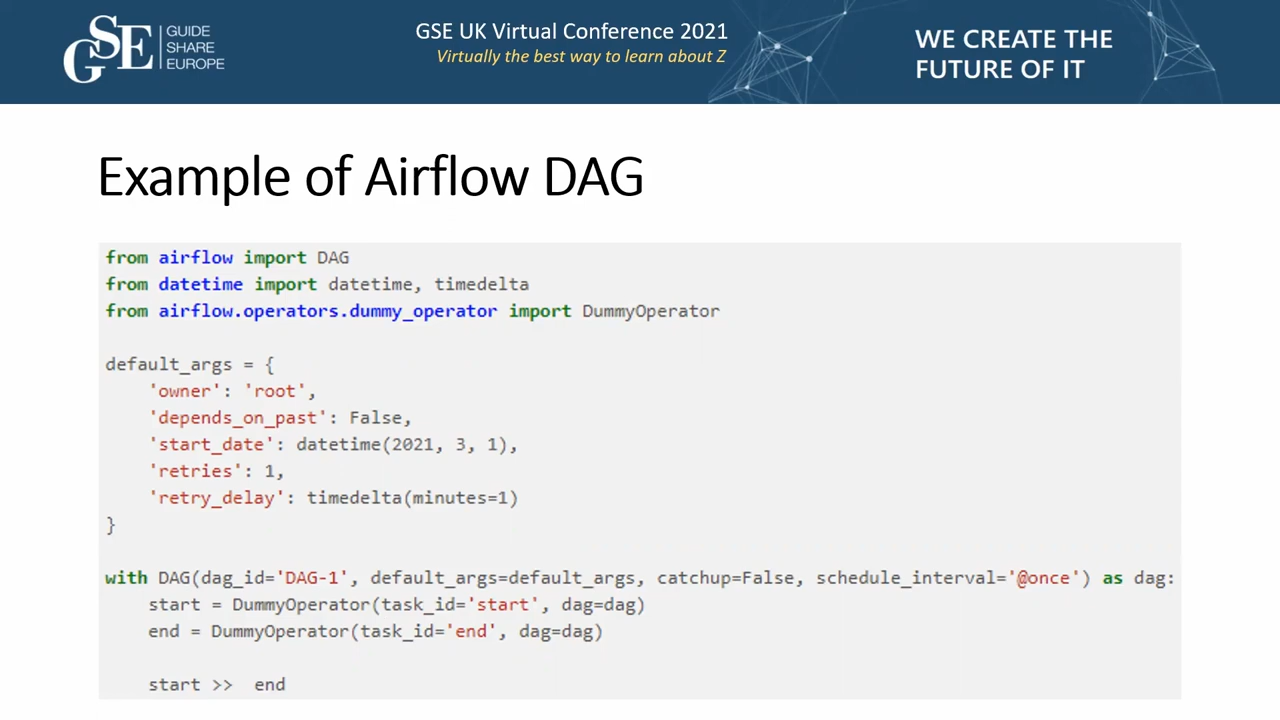 GSE
GUIDE
SHARE
EUROPE
GSE UK Virtual Conference 2021
Virtually the best way to learn about Z
WE CREATE THE
FUTURE OF IT
Example of Airflow DAG
from airflow import DAG
from datetime import datetime, timedelta
from airflow.operators.dummy_operator import DummyOperator

default_args = {
    'owner': 'root',
    'depends_on_past': False,
    'start_date': datetime(2021, 3, 1),
    'retries': 1,
    'retry_delay': timedelta(minutes=1)
}

with DAG(dag_id='DAG-1', default_args=default_args, catchup=False, schedule_interval='@once') as dag:
    start = DummyOperator(task_id='start', dag=dag)
    end = DummyOperator(task_id='end', dag=dag)

    start >>  end